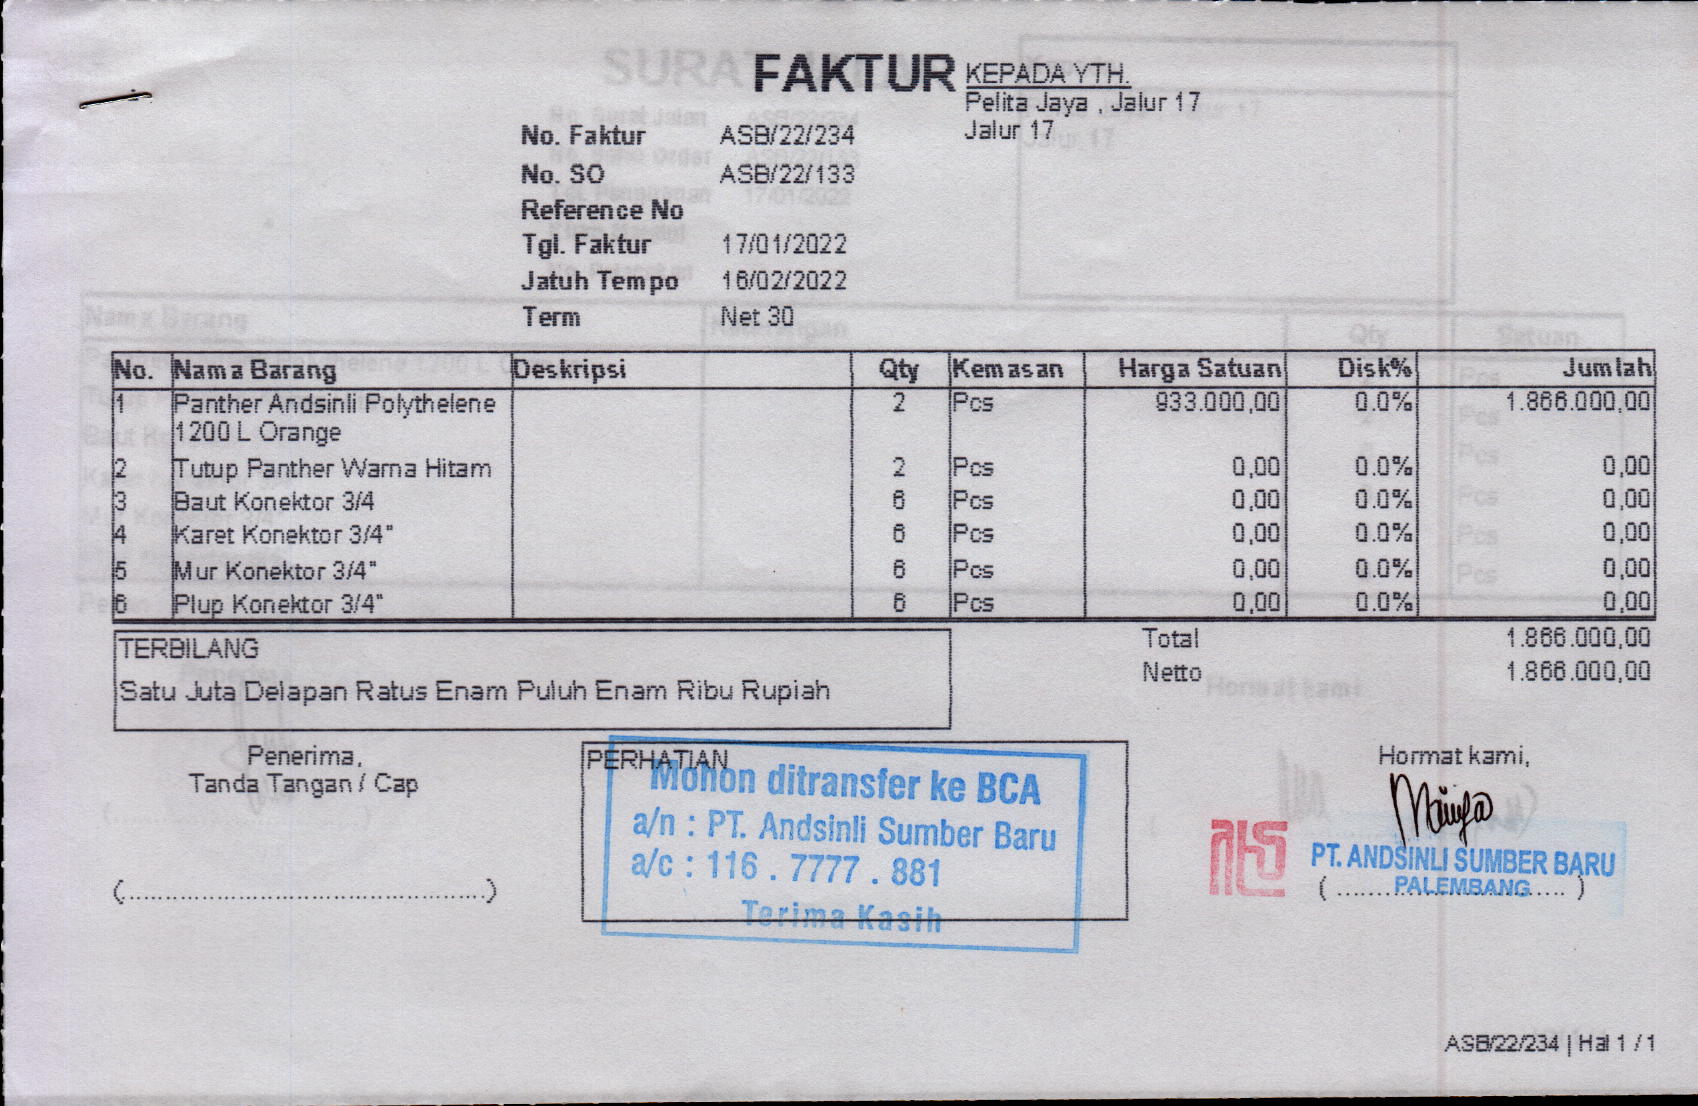 FAKTUR
KEPADA YTH.
Pelita Jaya , Jalur 17
Jalur 17
No. Faktur ASB/22/234
No. SO ASB/22/133
Reference No
Tgl. Faktur 17/01/2022
Jatuh Tempo 16/02/2022
Term Net 30
No. Nama Barang Deskripsi Qty Kemasan Harga Satuan Disk% Jumlah
1 Panther Andsinli Polythelene 2 Pcs 933.000,00 0.0% 1.866.000,00
1200 L Orange
2 Tutup Panther Warna Hitam 2 Pcs 0,00 0.0% 0,00
3 Baut Konektor 3/4 6 Pcs 0,00 0.0% 0,00
4 Karet Konektor 3/4" 6 Pcs 0,00 0.0% 0,00
5 Mur Konektor 3/4" 6 Pcs 0,00 0.0% 0,00
6 Plup Konektor 3/4" 6 Pcs 0,00 0.0% 0,00
TERBILANG
Satu Juta Delapan Ratus Enam Puluh Enam Ribu Rupiah
Total 1.866.000,00
Netto 1.866.000,00
Penerima,
Tanda Tangan / Cap
(................................................)
PERHATIAN
Mohon ditransfer ke BCA
a/n : PT. Andsinli Sumber Baru
a/c : 116 . 7777 . 881
Terima Kasih
Hormat kami,
PT. ANDSINLI SUMBER BARU
PALEMBANG
ASB/22/234 | Hal 1 / 1